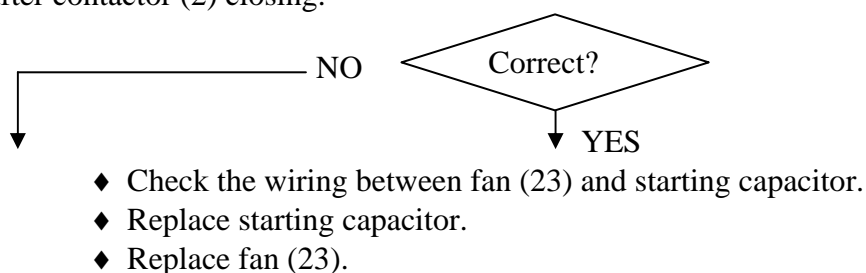 contactor (2) closing.
NO
Correct?
YES
♦ Check the wiring between fan (23) and starting capacitor.
♦ Replace starting capacitor.
♦ Replace fan (23).